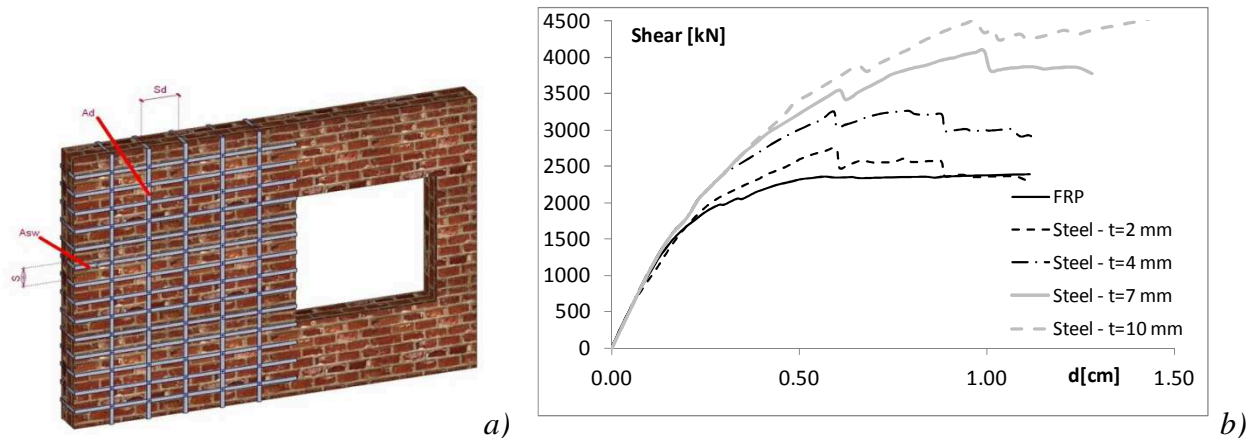 Sd
Ad
Asw
S
a)
Shear [kN]
4500
4000
3500
3000
2500
2000
1500
1000
500
0
0.00 0.50 1.00 1.50
d[cm]
FRP
Steel - t=2 mm
Steel - t=4 mm
Steel - t=7 mm
Steel - t=10 mm
b)